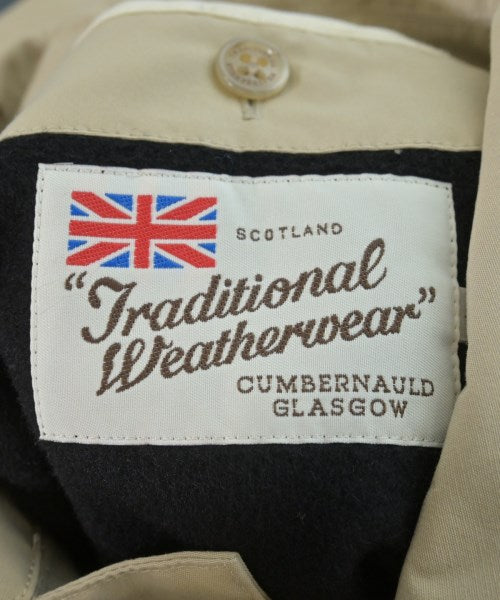 SCOTLAND
"Traditional
Weatherwear"
CUMBERNAULD
GLASGOW